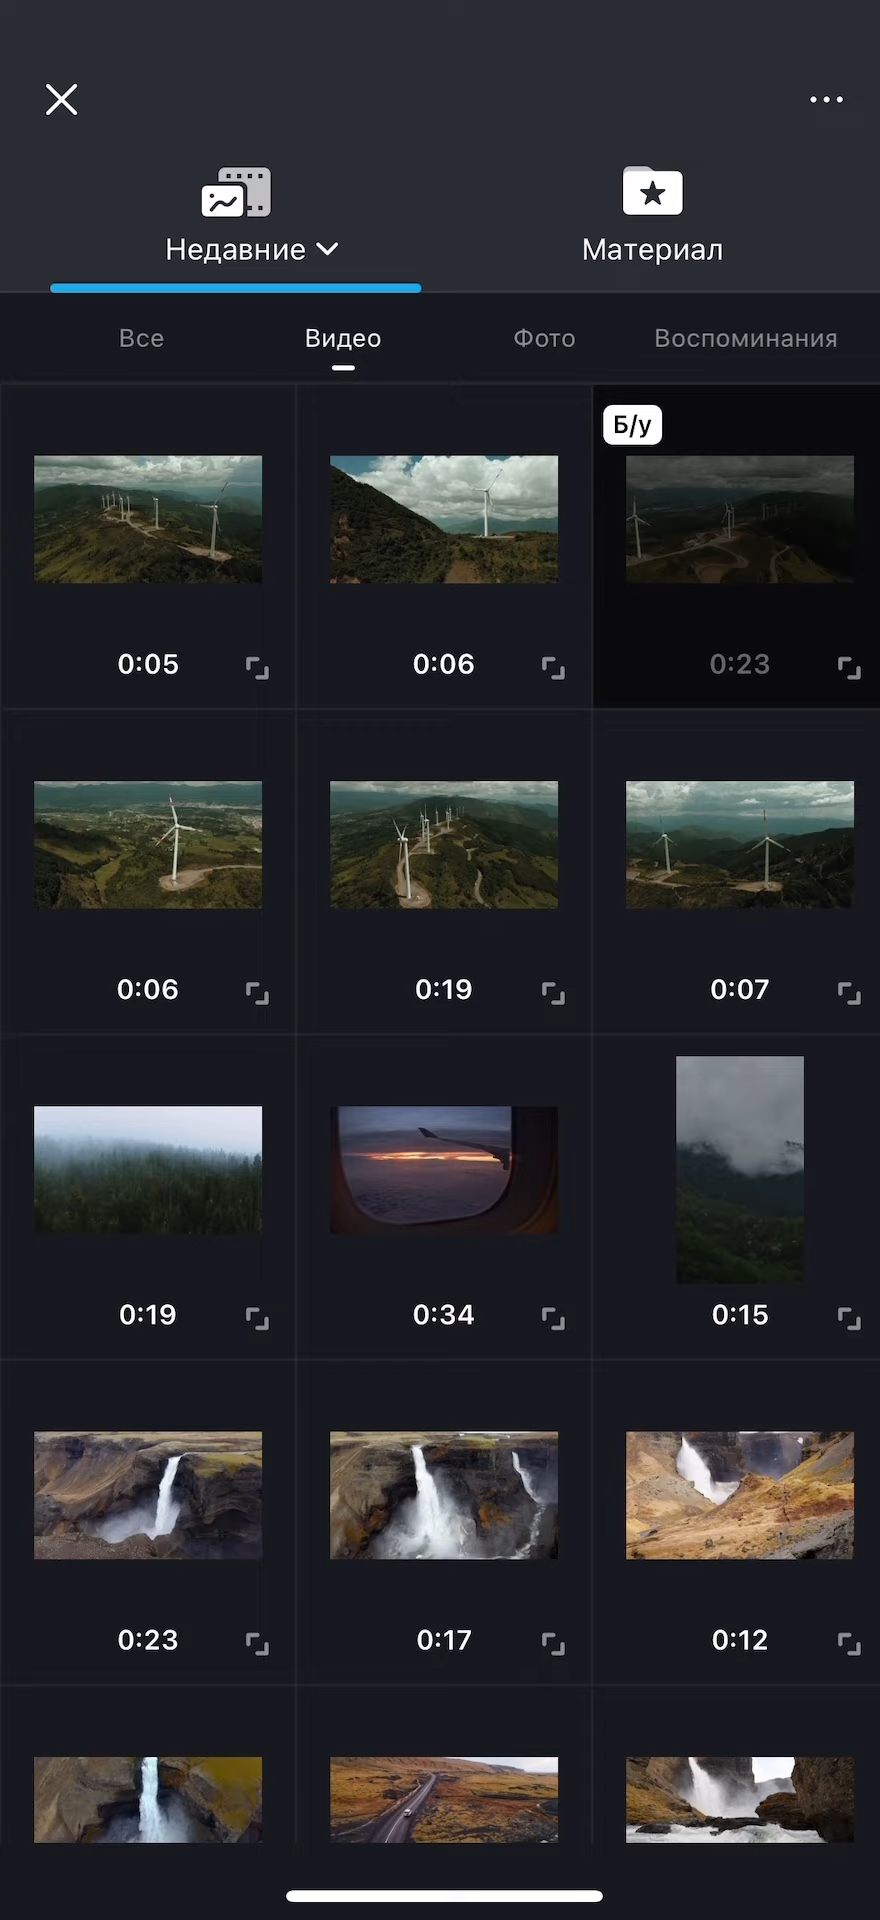 Недавние
Материал
Все
Видео
Фото
Воспоминания
Б/у
0:05
0:06
0:23
0:06
0:19
0:07
0:19
0:34
0:15
0:23
0:17
0:12